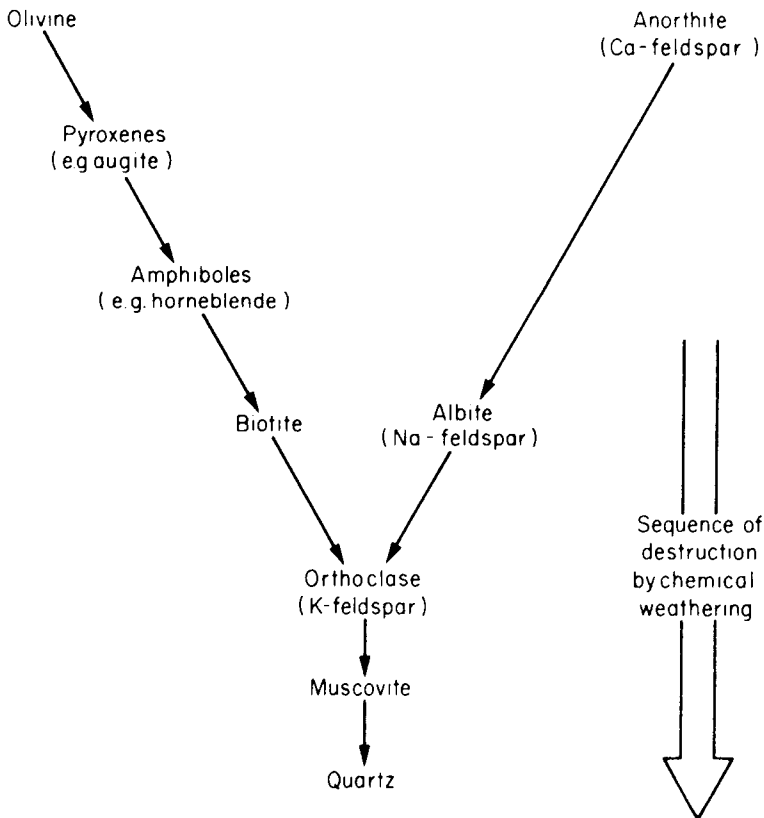 Olivine
Anorthite
(Ca-feldspar)
Pyroxenes
(e.g augite)
Amphiboles
(e.g. horneblende)
Biotite
Albite
(Na-feldspar)
Orthoclase
(K-feldspar)
Muscovite
Quartz
Sequence of
destruction
by chemical
weathering